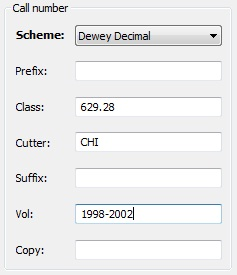 Call number
Scheme: Dewey Decimal
Prefix:
Class: 629.28
Cutter: CHI
Suffix:
Vol: 1998-2002
Copy: